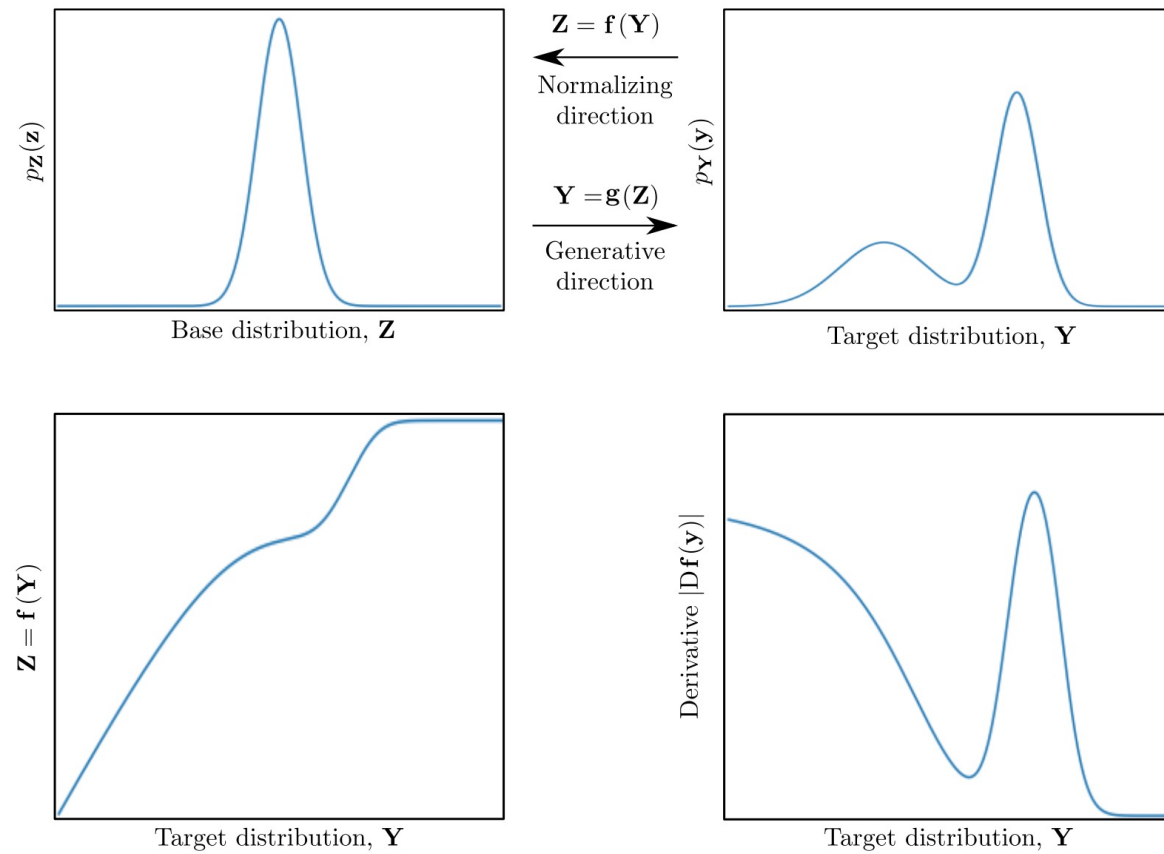 p_Z(z)
Base distribution, Z
Z = f(Y)
Normalizing
direction
Y = g(Z)
Generative
direction
p_Y(y)
Target distribution, Y
Z = f(Y)
Target distribution, Y
Derivative |Df(y)|
Target distribution, Y